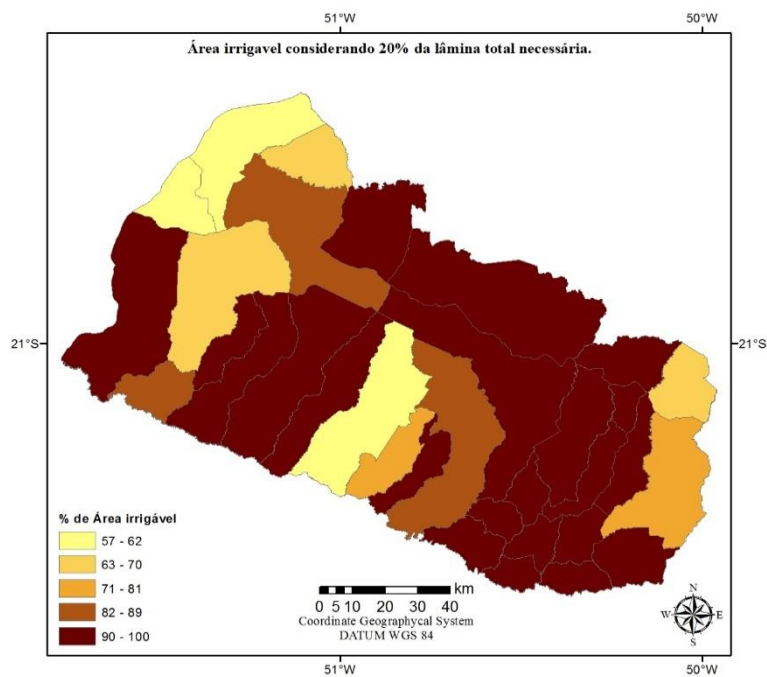 51°W
50°W
Área irrigavel considerando 20% da lâmina total necessária.
21°S
21°S
% de Área irrigável
57 - 62
63 - 70
71 - 81
82 - 89
90 - 100
km
0 5 10 20 30 40
Coordinate Geographycal System
DATUM WGS 84
N
W
E
S
51°W
50°W